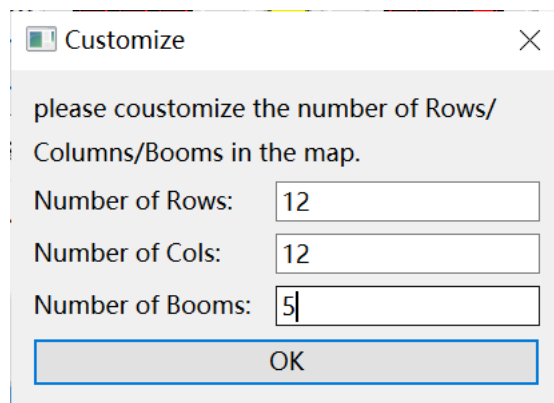 Customize
please coustomize the number of Rows/
Columns/Booms in the map.
Number of Rows: 12
Number of Cols: 12
Number of Booms: 5
OK